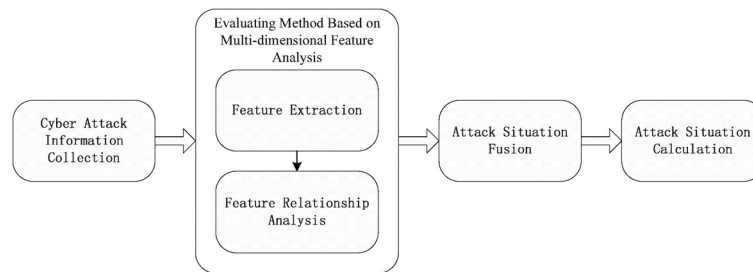 Evaluating Method Based on
Multi-dimensional Feature
Analysis
Feature Extraction
Cyber Attack
Information
Collection
Attack Situation
Fusion
Attack Situation
Calculation
Feature Relationship
Analysis